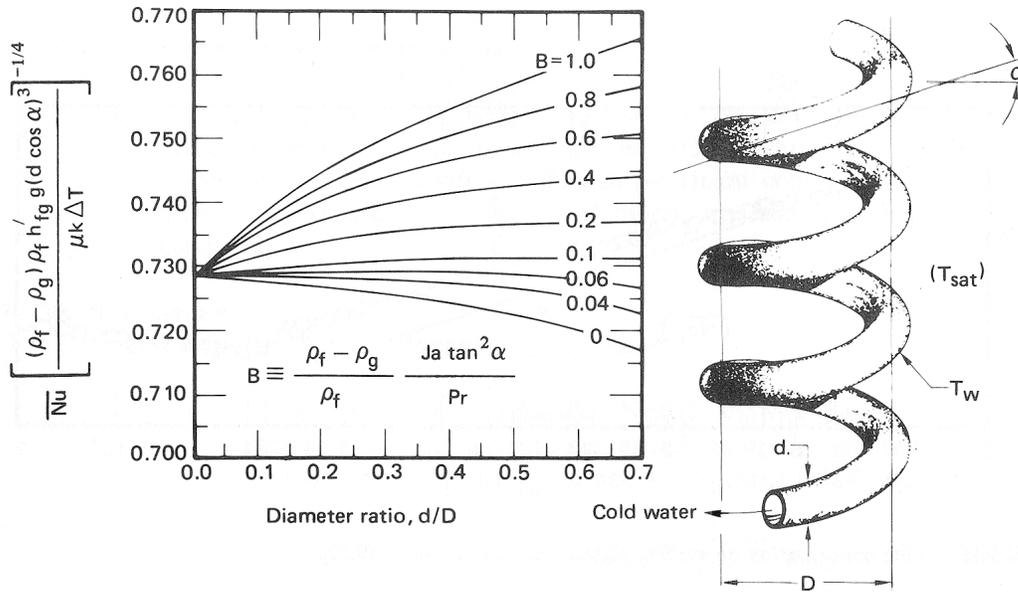 0.770
0.760
0.750
0.740
0.730
0.720
0.710
0.700
0.0
0.1
0.2
0.3
0.4
0.5
0.6
0.7
Diameter ratio, d/D
N̅u̅ [ (ρf − ρg) ρf h′fg g (d cos α)³ / μk ΔT ]^−1/4
B=1.0
0.8
0.6
0.4
0.2
0.1
0.06
0.04
0
B ≡ (ρf − ρg / ρf) (Ja tan² α / Pr)
(Tsat)
Tw
d.
Cold water
D